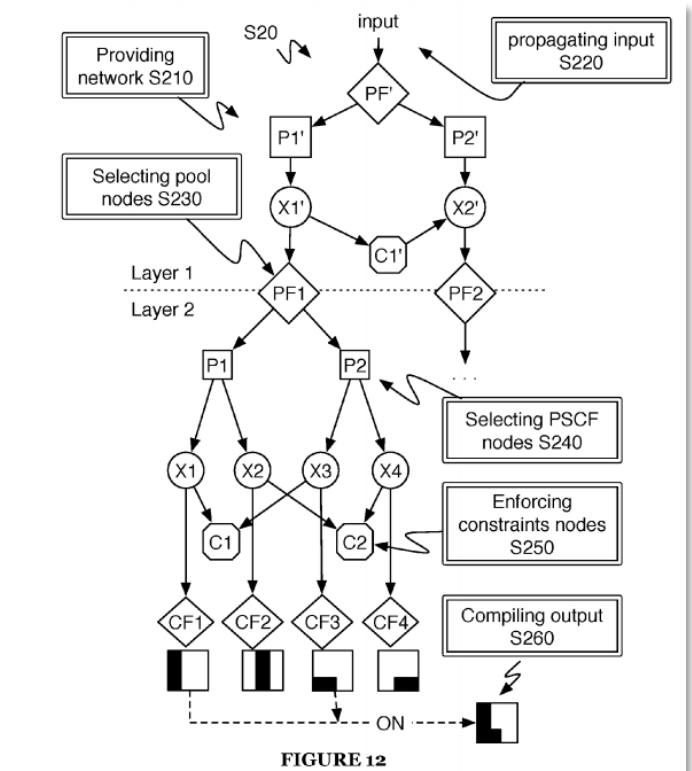 input
S20
Providing
network S210
propagating input
S220
PF'
P1'
P2'
Selecting pool
nodes S230
X1'
X2'
C1'
Layer 1
PF1
PF2
Layer 2
P1
P2
. . .
Selecting PSCF
nodes S240
X1
X2
X3
X4
Enforcing
constraints nodes
S250
C1
C2
CF1
CF2
CF3
CF4
Compiling output
S260
ON
FIGURE 12